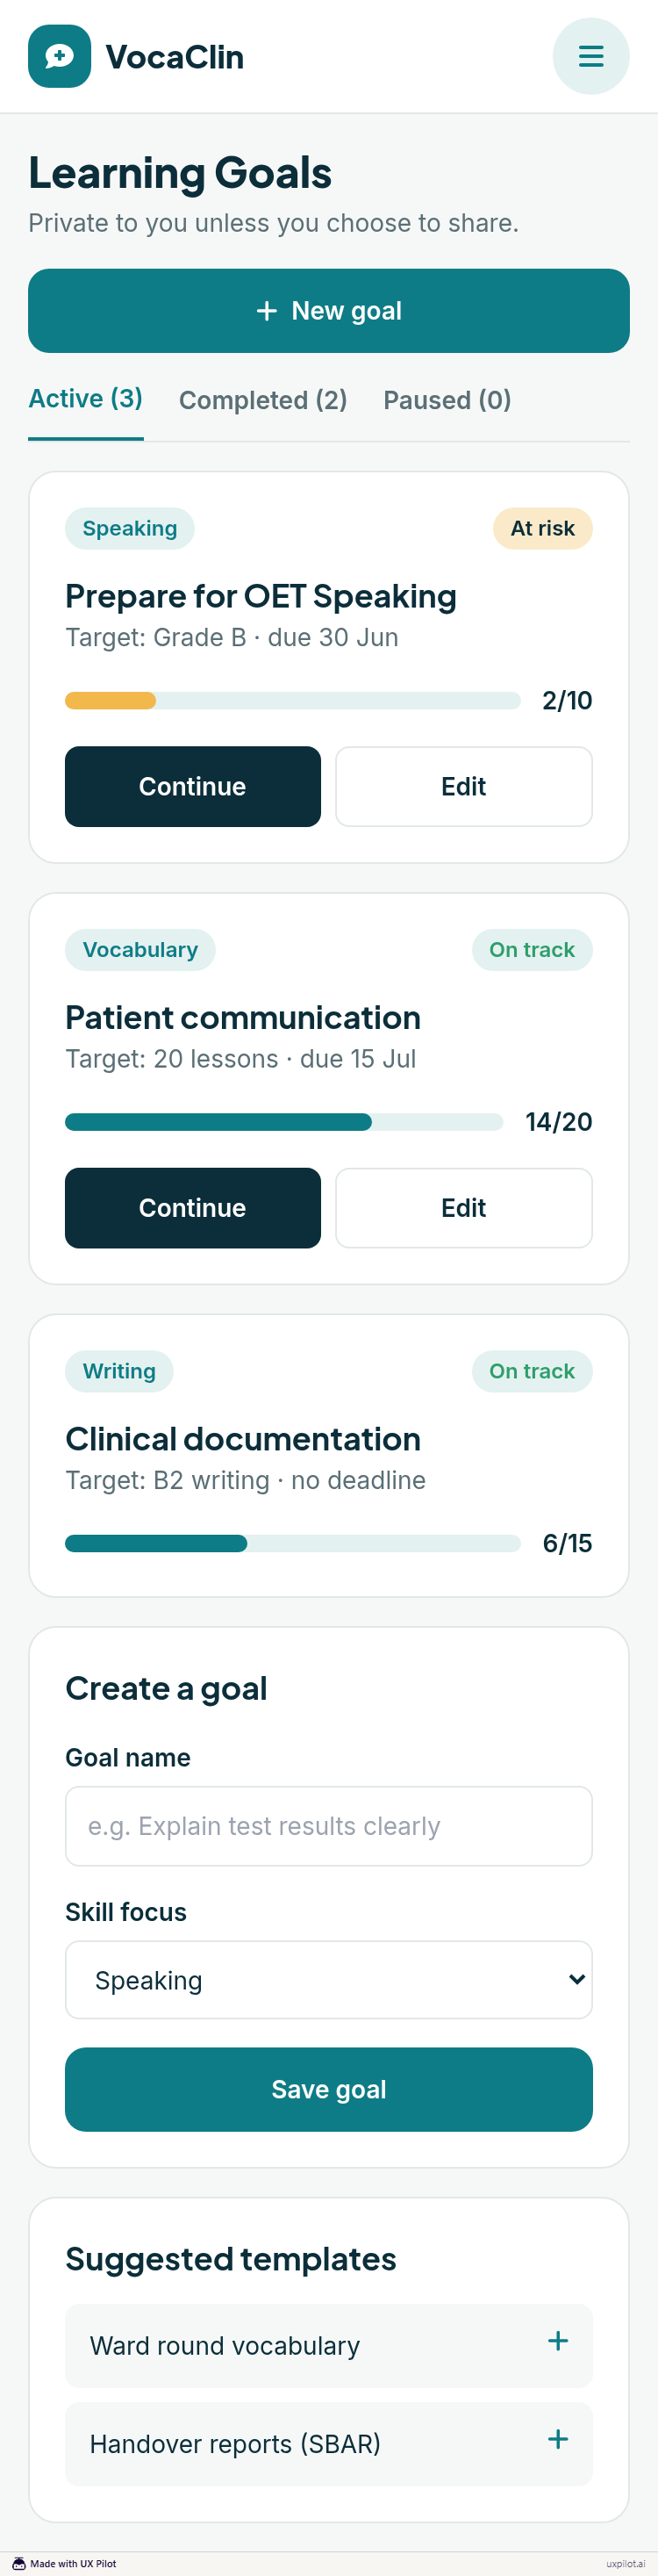 VocaClin
Learning Goals
Private to you unless you choose to share.
+ New goal
Active (3) Completed (2) Paused (0)
Speaking At risk
Prepare for OET Speaking
Target: Grade B · due 30 Jun
2/10
Continue Edit
Vocabulary On track
Patient communication
Target: 20 lessons · due 15 Jul
14/20
Continue Edit
Writing On track
Clinical documentation
Target: B2 writing · no deadline
6/15
Create a goal
Goal name
e.g. Explain test results clearly
Skill focus
Speaking
Save goal
Suggested templates
Ward round vocabulary +
Handover reports (SBAR) +
Made with UX Pilot uxpilot.ai